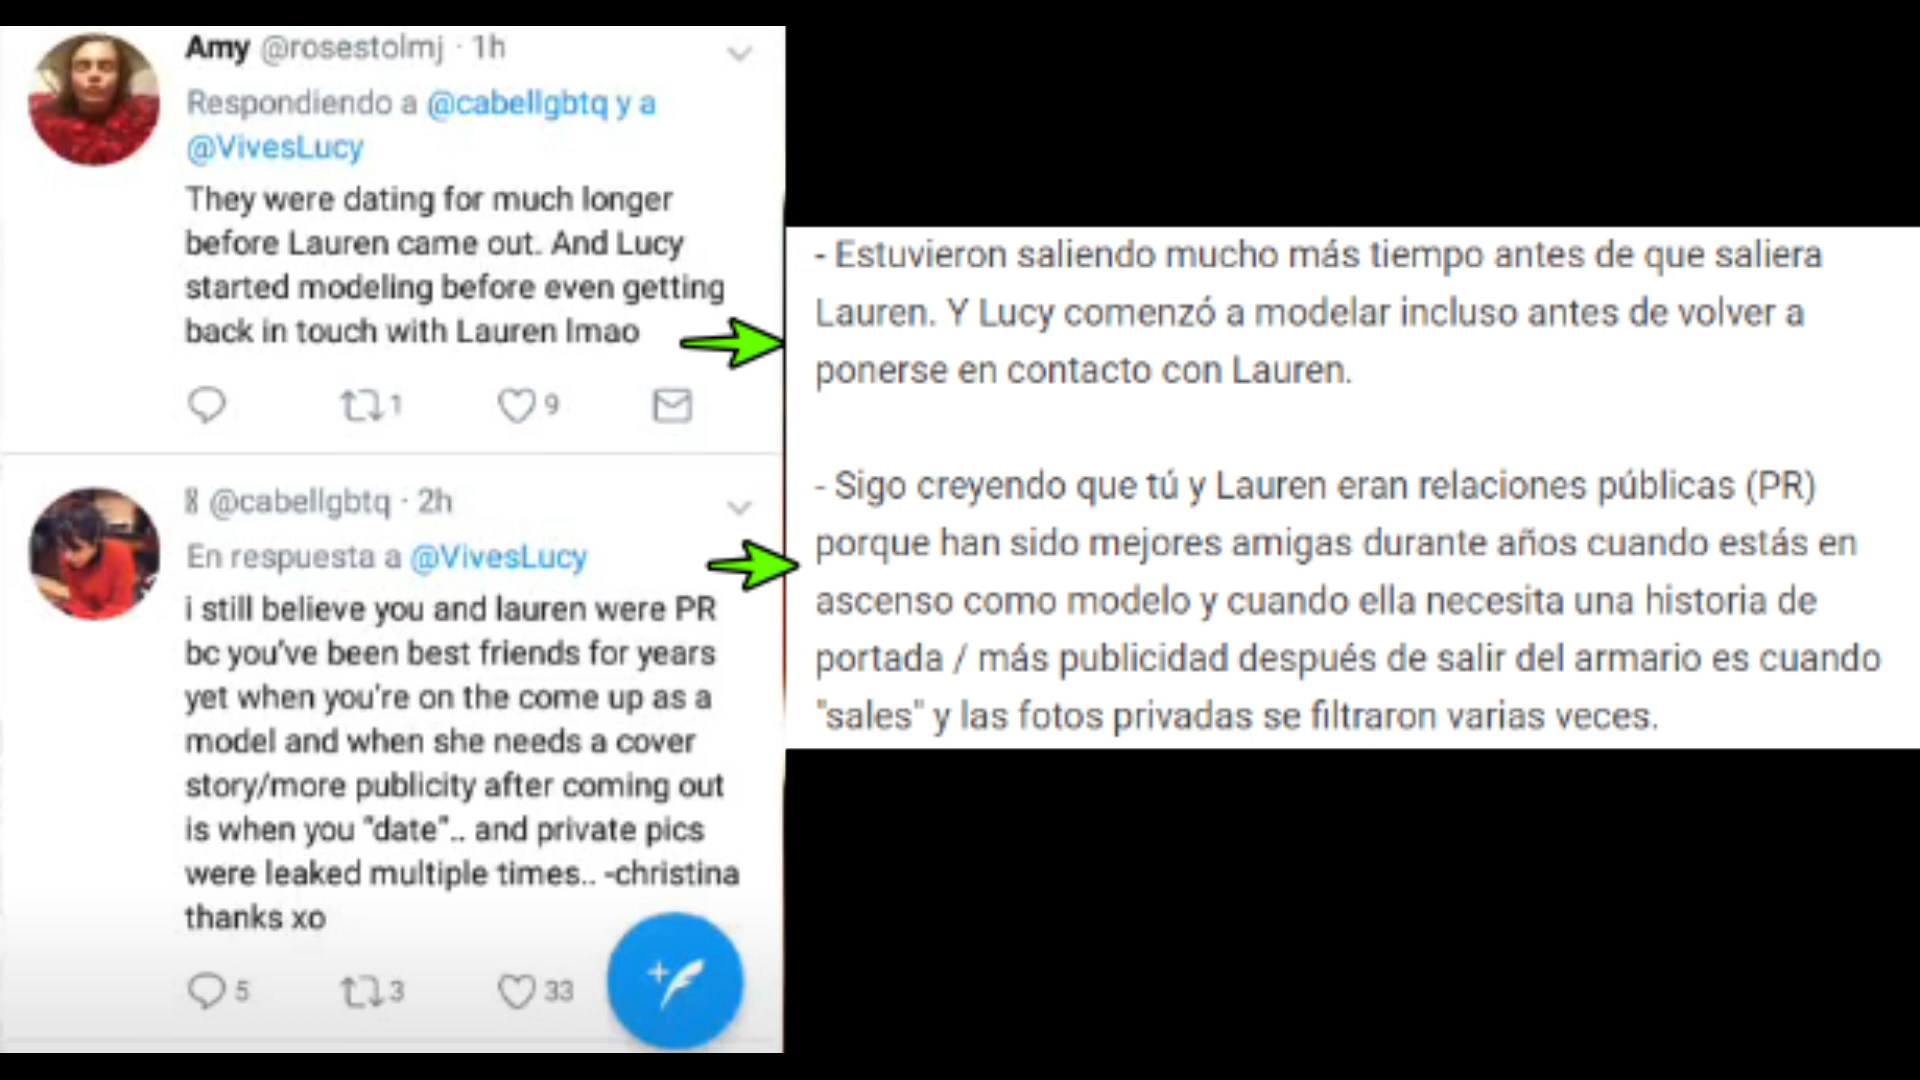 Amy @rosestolmj · 1h
Respondiendo a @cabellgbtq y a
@VivesLucy
They were dating for much longer
before Lauren came out. And Lucy
started modeling before even getting
back in touch with Lauren lmao
1 9
@cabellgbtq · 2h
En respuesta a @VivesLucy
i still believe you and lauren were PR
bc you've been best friends for years
yet when you're on the come up as a
model and when she needs a cover
story/more publicity after coming out
is when you "date".. and private pics
were leaked multiple times.. -christina
thanks xo
5 3 33
- Estuvieron saliendo mucho más tiempo antes de que saliera
Lauren. Y Lucy comenzó a modelar incluso antes de volver a
ponerse en contacto con Lauren.
- Sigo creyendo que tú y Lauren eran relaciones públicas (PR)
porque han sido mejores amigas durante años cuando estás en
ascenso como modelo y cuando ella necesita una historia de
portada / más publicidad después de salir del armario es cuando
"sales" y las fotos privadas se filtraron varias veces.